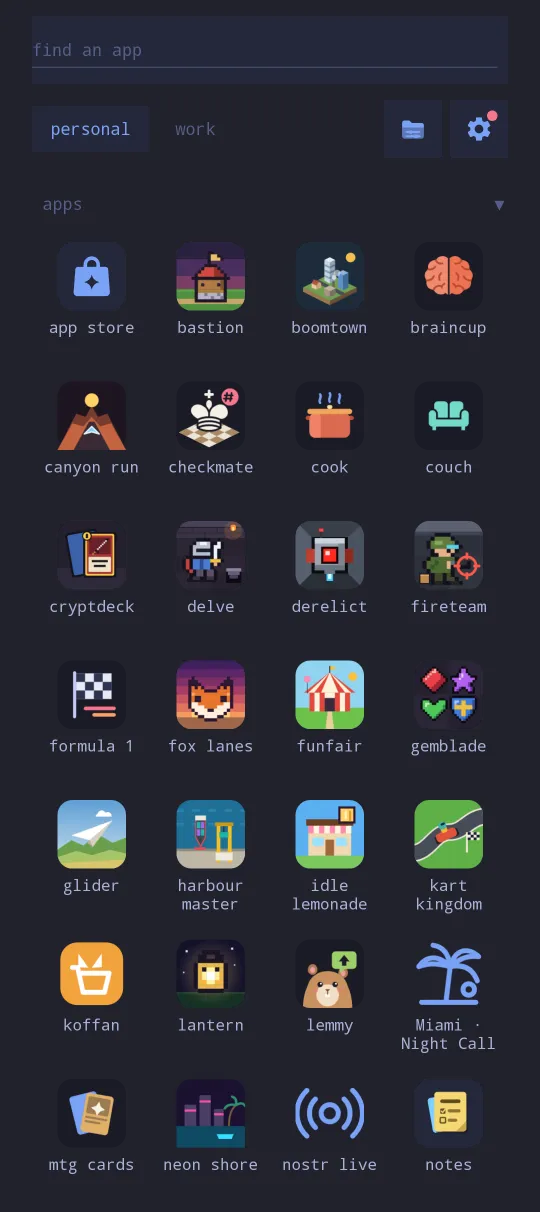 find an app
personal work
apps ▼
app store bastion boomtown braincup
#
canyon run checkmate cook couch
cryptdeck delve derelict fireteam
formula 1 fox lanes funfair gemblade
glider harbour master idle lemonade kart kingdom
koffan lantern lemmy Miami · Night Call
mtg cards neon shore nostr live notes